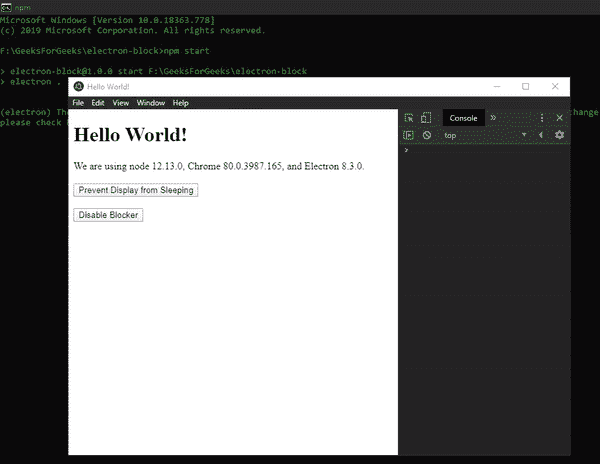 npm
Microsoft Windows [Version 10.0.18363.778]
(c) 2019 Microsoft Corporation. All rights reserved.
F:\GeeksForGeeks\electron-block>npm start
> electron-block@1.0.0 start F:\GeeksForGeeks\electron-block
> electron .
Hello World!
File Edit View Window Help
(electron) The change
please check
Console »
top
Hello World!
We are using node 12.13.0, Chrome 80.0.3987.165, and Electron 8.3.0.
Prevent Display from Sleeping
Disable Blocker